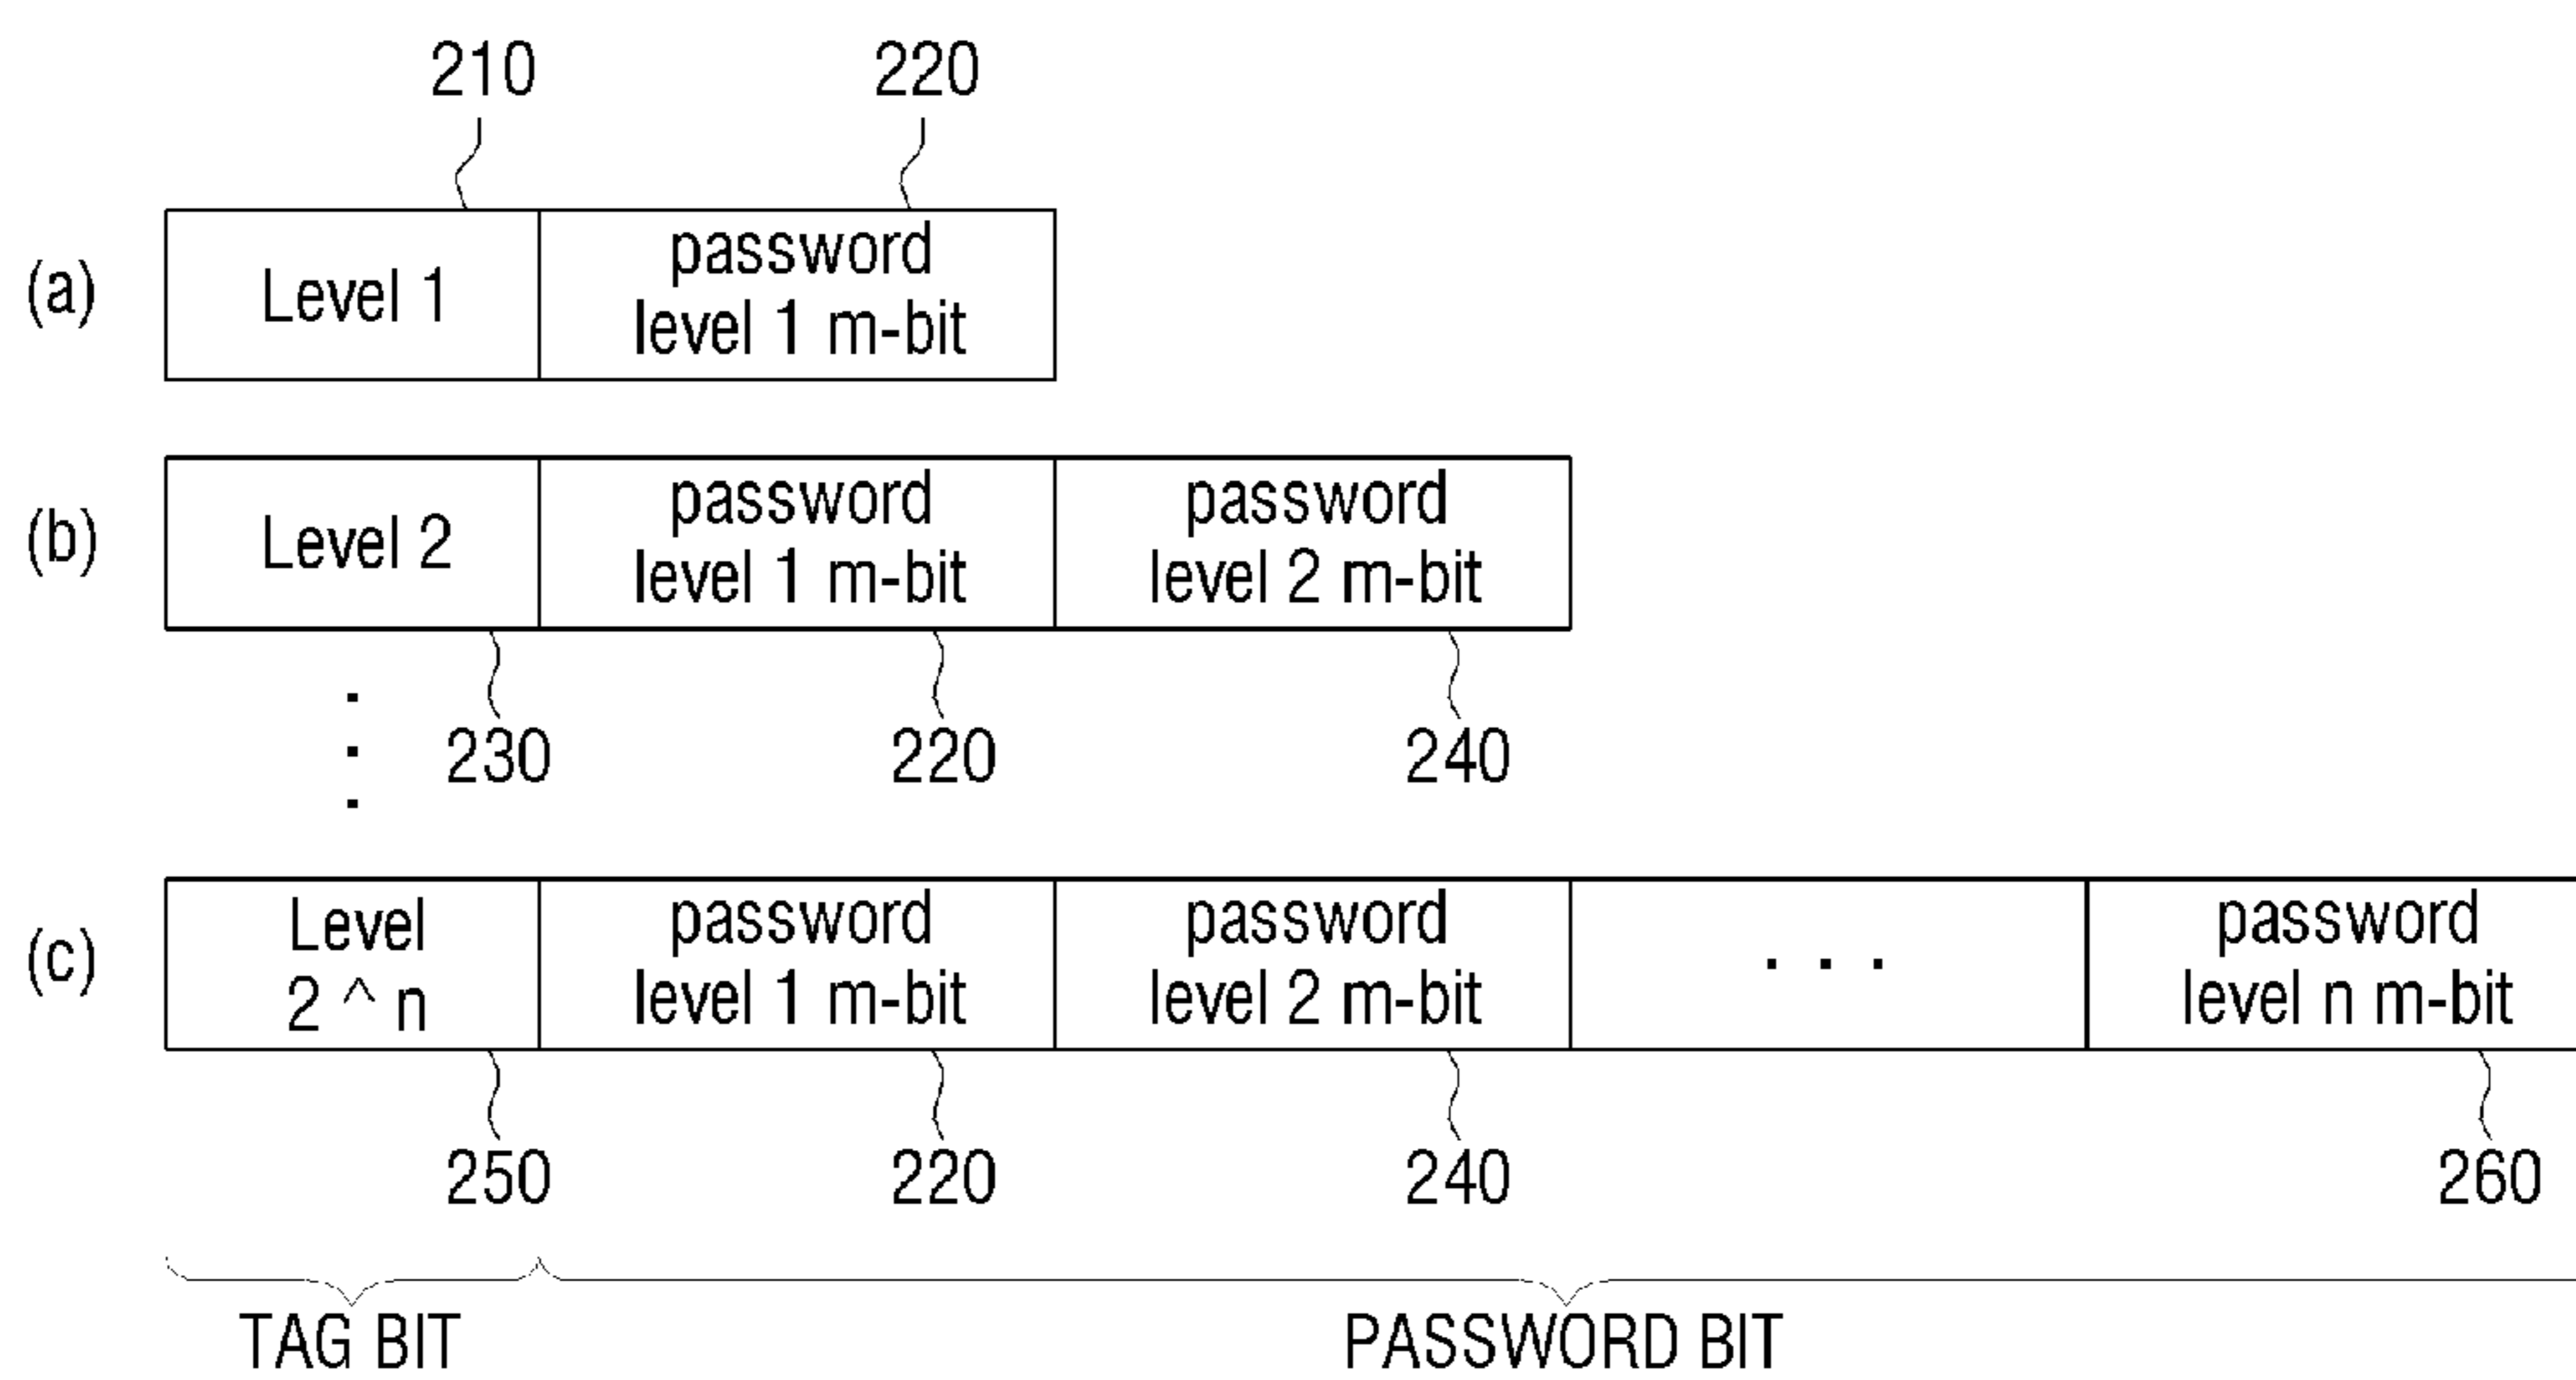 210 220
(a) Level 1 password
level 1 m-bit
(b) Level 2 password
level 1 m-bit password
level 2 m-bit
230 220 240
(c) Level
2 ^ n password
level 1 m-bit password
level 2 m-bit . . . password
level n m-bit
250 220 240 260
TAG BIT PASSWORD BIT